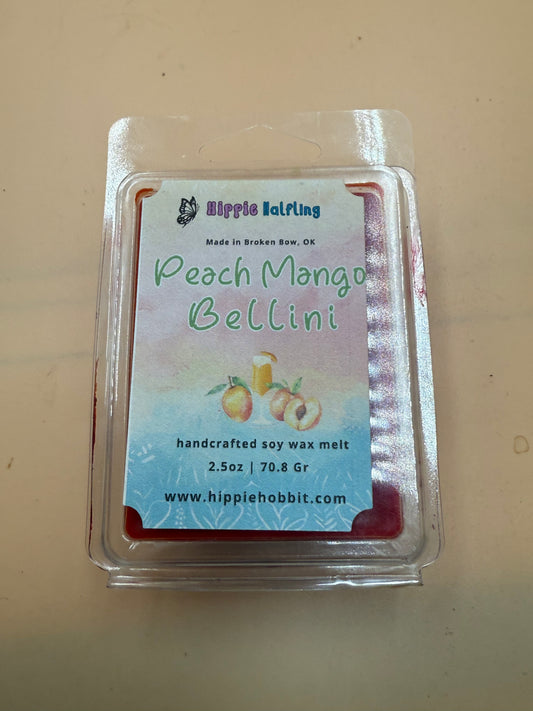 Hippie Halfling
Made in Broken Bow, OK
Peach Mango
Bellini
handcrafted soy wax melt
2.5oz | 70.8 Gr
www.hippiehobbit.com